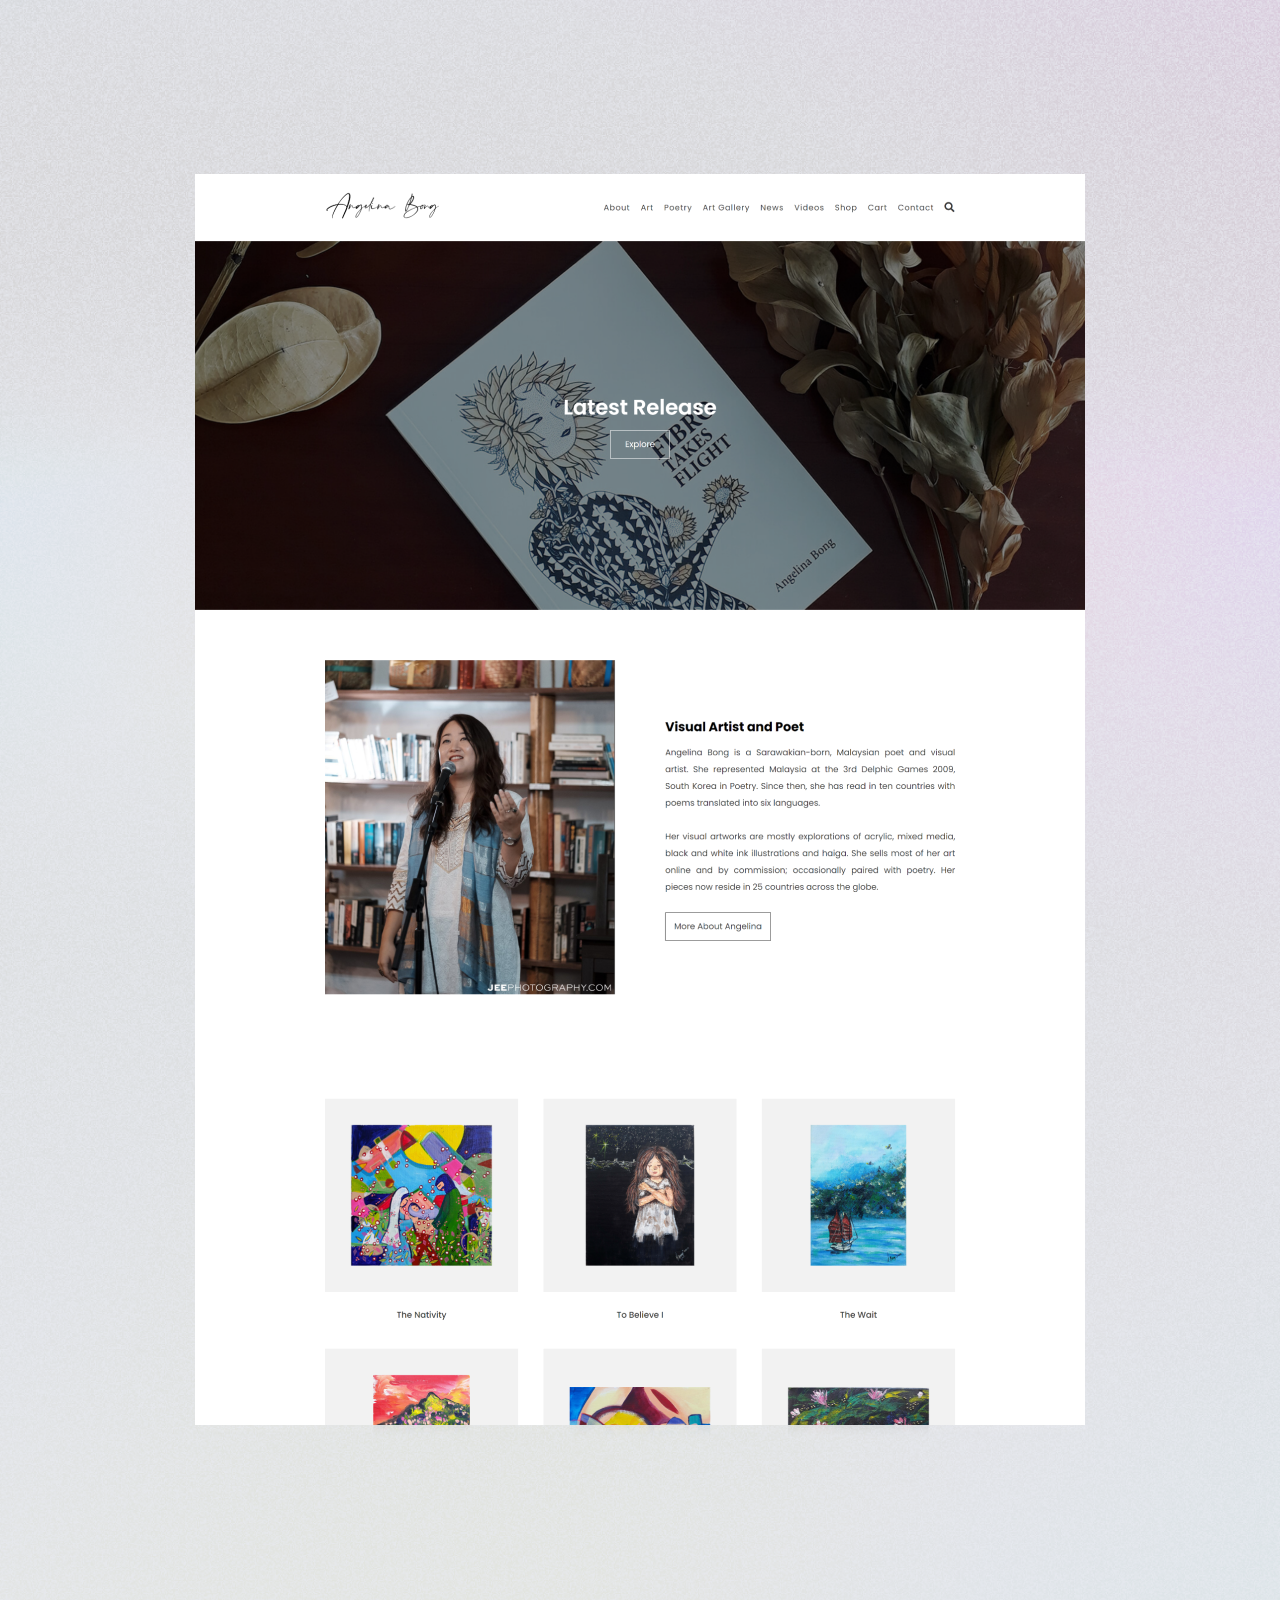 Angelina Bong
About Art Poetry Art Gallery News Videos Shop Cart Contact
Latest Release
Explore
TAKES
FLIGHT
Angelina Bong
Visual Artist and Poet
Angelina Bong is a Sarawakian-born, Malaysian poet and visual
artist. She represented Malaysia at the 3rd Delphic Games 2009,
South Korea in Poetry. Since then, she has read in ten countries with
poems translated into six languages.
Her visual artworks are mostly explorations of acrylic, mixed media,
black and white ink illustrations and haiga. She sells most of her art
online and by commission; occasionally paired with poetry. Her
pieces now reside in 25 countries across the globe.
More About Angelina
JEEPHOTOGRAPHY.COM
The Nativity
To Believe I
The Wait